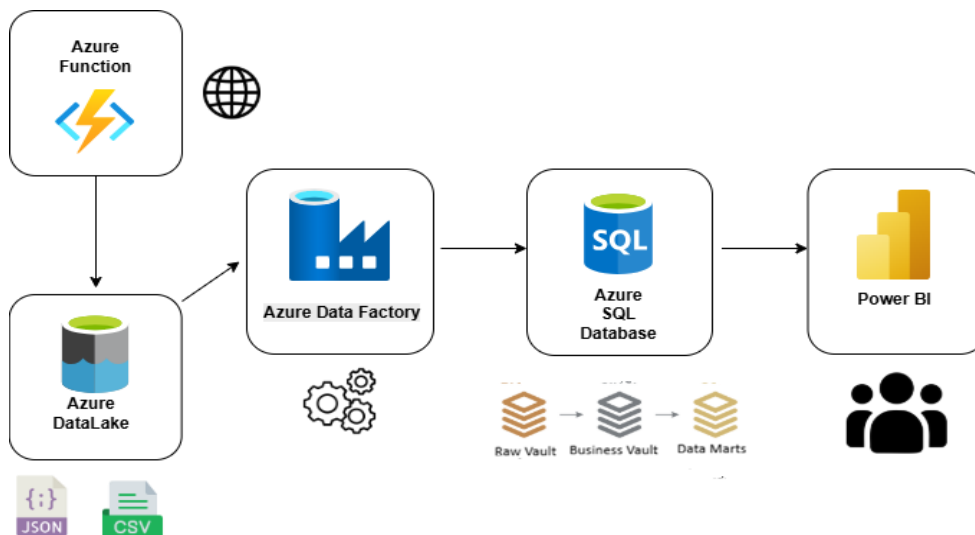 Azure
Function
Azure Data Factory
SQL
Azure
SQL
Database
Power BI
Azure
DataLake
Raw Vault
Business Vault
Data Marts
{;}
JSON
CSV